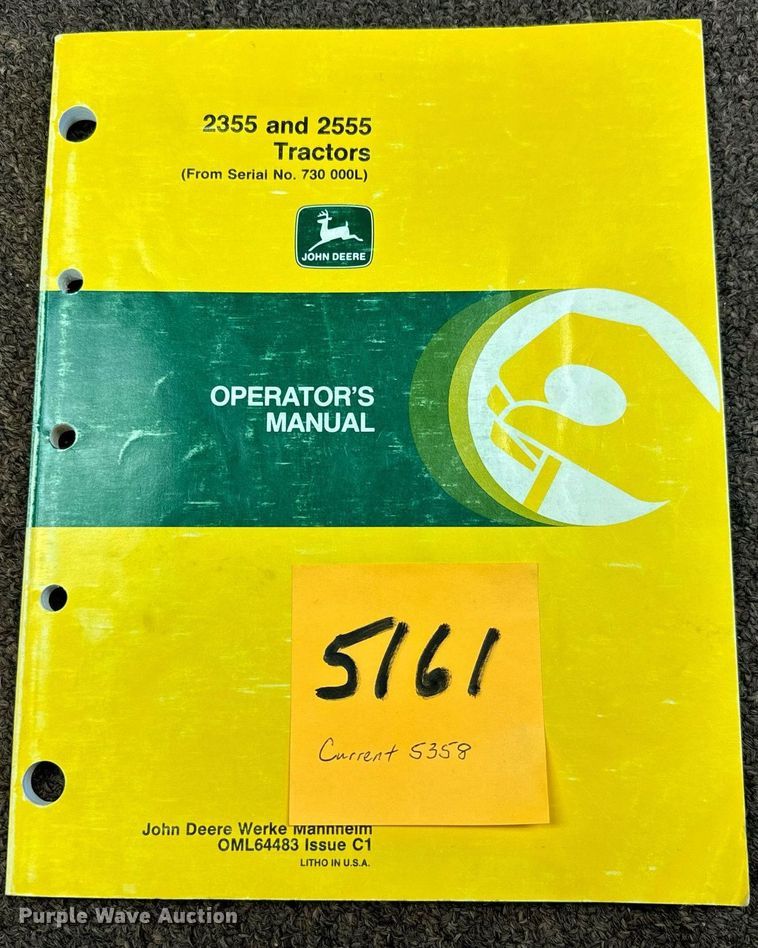 2355 and 2555
Tractors
(From Serial No. 730 000L)
JOHN DEERE
OPERATOR'S
MANUAL
5161
Current 5358
John Deere Werke Mannheim
OML64483 Issue C1
LITHO IN U.S.A.
Purple Wave Auction